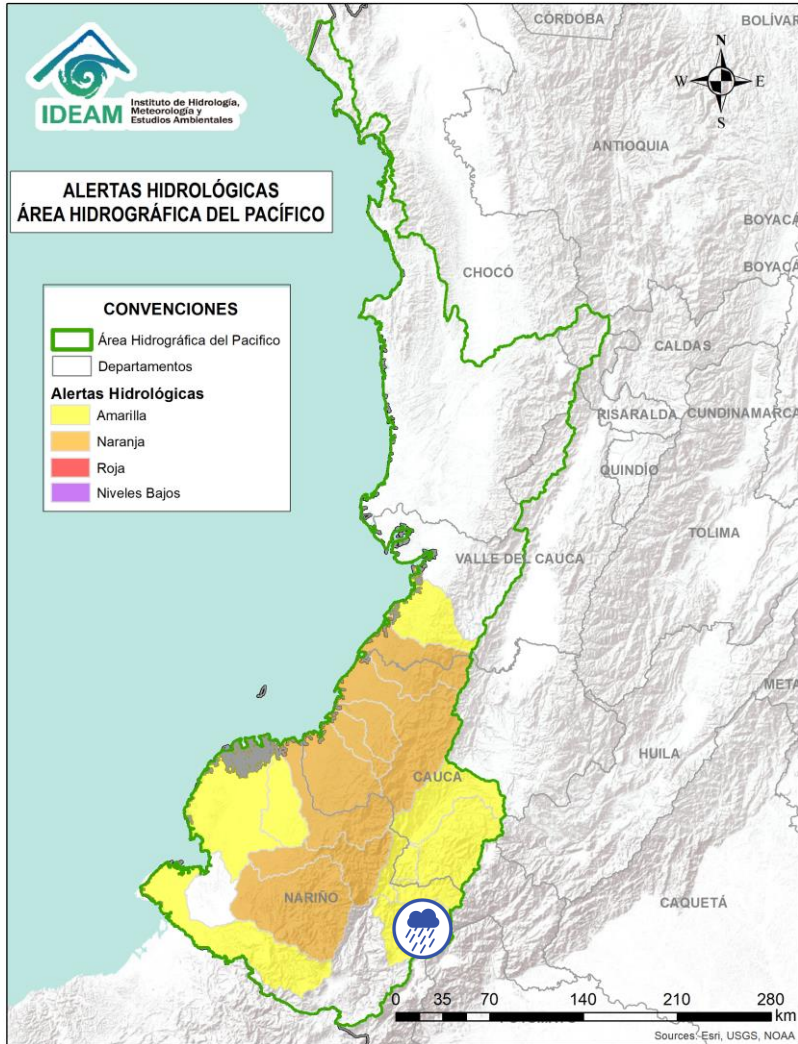 CÓRDOBA
BOLÍVAR
IDEAM
Instituto de Hidrología,
Meteorología y
Estudios Ambientales
N
W
E
S
ANTIOQUIA
ALERTAS HIDROLÓGICAS
ÁREA HIDROGRÁFICA DEL PACÍFICO
BOYACÁ
CHOCÓ
BOYACÁ
CONVENCIONES
Área Hidrográfica del Pacifico
Departamentos
Alertas Hidrológicas
Amarilla
Naranja
Roja
Niveles Bajos
CALDAS
RISARALDA
CUNDINAMARCA
QUINDÍO
TOLIMA
VALLE DEL CAUCA
META
HUILA
CAUCA
NARIÑO
CAQUETÁ
0 35 70 140 210 280
km
Sources: Esri, USGS, NOAA